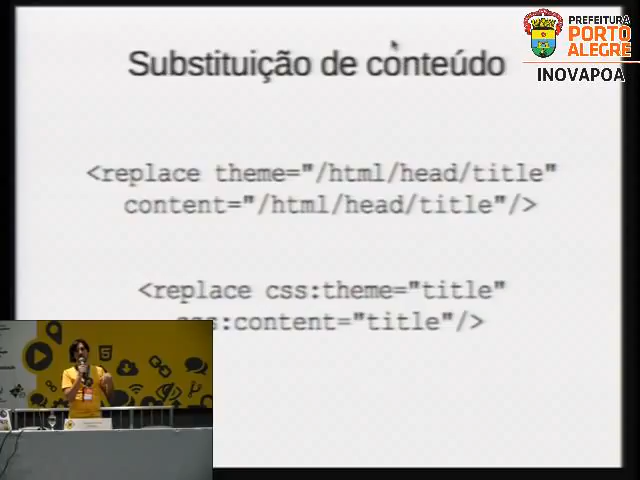 Substituição de conteúdo
PREFEITURA
PORTO
ALEGRE
INOVAPOA
<replace theme="/html/head/title"
content="/html/head/title"/>
<replace css:theme="title"
css:content="title"/>